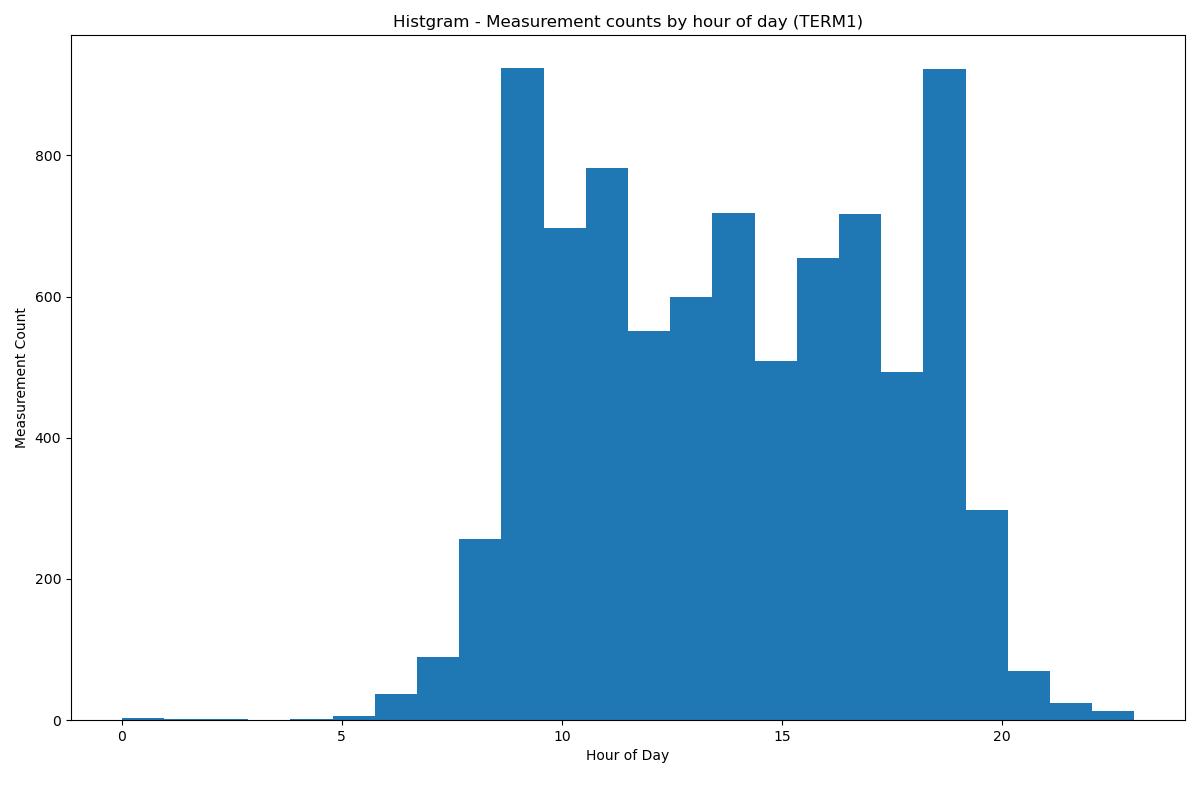 Histgram - Measurement counts by hour of day (TERM1)
Measurement Count
800
600
400
200
0
0 5 10 15 20
Hour of Day